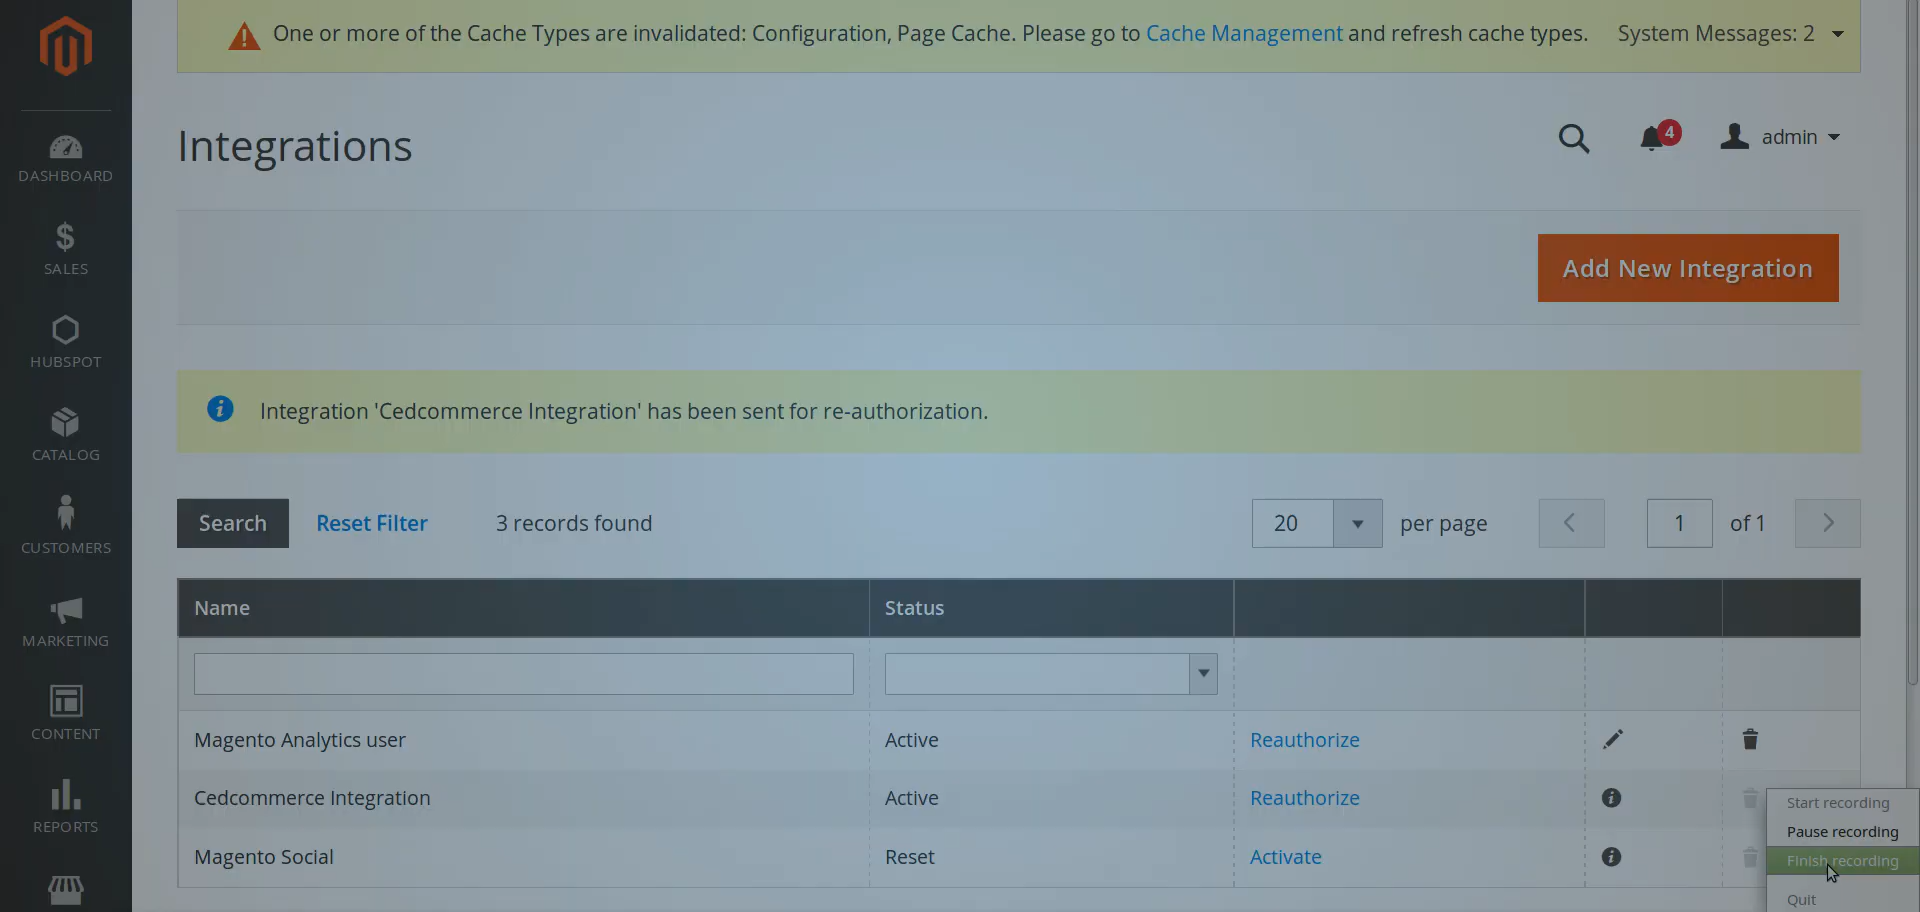 One or more of the Cache Types are invalidated: Configuration, Page Cache. Please go to Cache Management and refresh cache types. System Messages: 2
Integrations
4
admin
DASHBOARD
SALES
HUBSPOT
CATALOG
CUSTOMERS
MARKETING
CONTENT
REPORTS
Add New Integration
Integration 'Cedcommerce Integration' has been sent for re-authorization.
Search Reset Filter 3 records found 20 per page 1 of 1
Name Status
Magento Analytics user Active Reauthorize
Cedcommerce Integration Active Reauthorize
Magento Social Reset Activate
Start recording
Pause recording
Finish recording
Quit